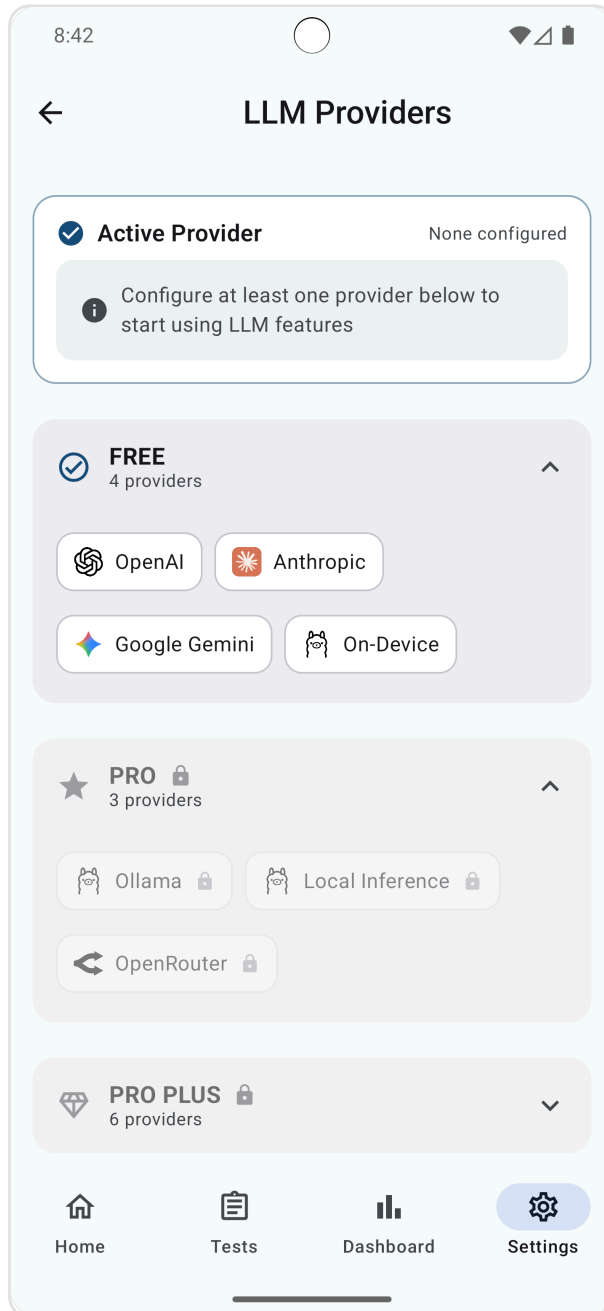 8:42
LLM Providers
Active Provider
None configured
Configure at least one provider below to
start using LLM features
FREE
4 providers
OpenAI
Anthropic
Google Gemini
On-Device
PRO
3 providers
Ollama
Local Inference
OpenRouter
PRO PLUS
6 providers
Home
Tests
Dashboard
Settings